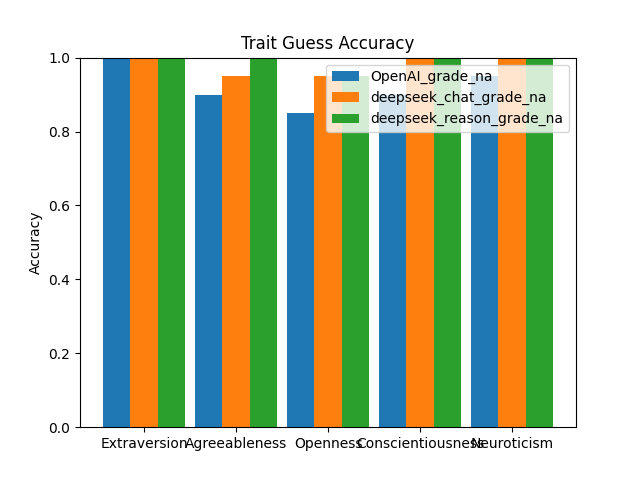 Trait Guess Accuracy
1.0
0.8
0.6
0.4
0.2
0.0
Accuracy
OpenAI_grade_na
deepseek_chat_grade_na
deepseek_reason_grade_na
Extraversion Agreeableness Openness Conscientiousness Neuroticism